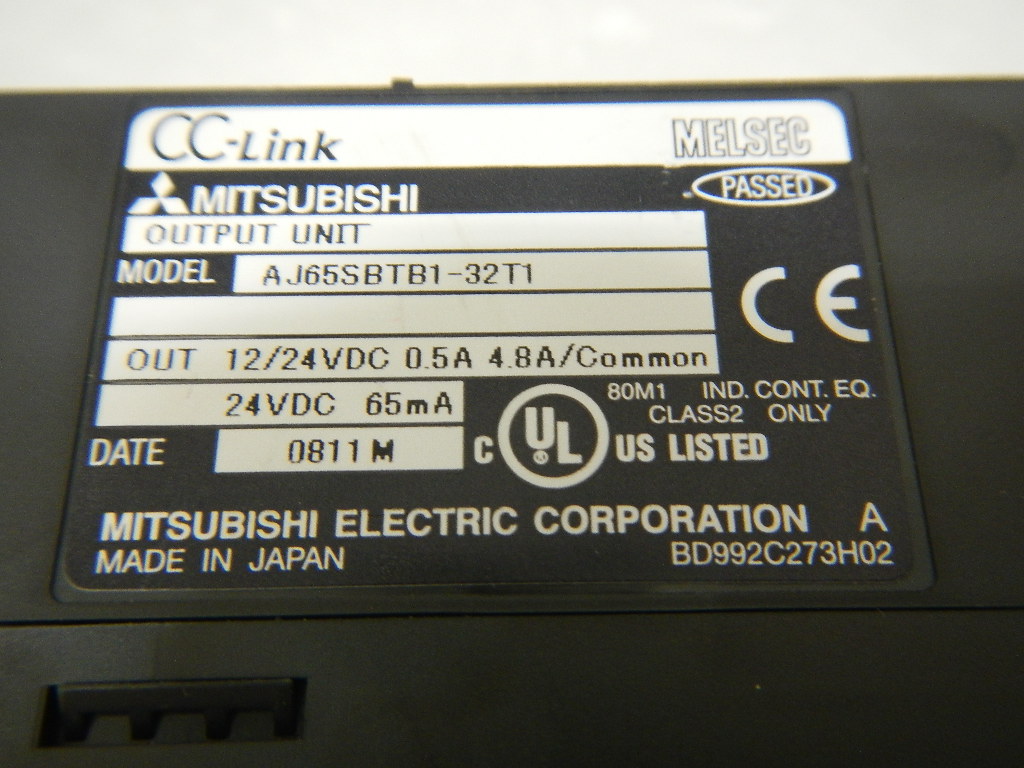 CC-Link MELSEC
MITSUBISHI PASSED
OUTPUT UNIT
MODEL AJ65SBTB1-32T1
CE
OUT 12/24VDC 0.5A 4.8A/Common
24VDC 65mA
80M1 IND. CONT. EQ.
CLASS2 ONLY
DATE 0811M
C UL US LISTED
MITSUBISHI ELECTRIC CORPORATION A
MADE IN JAPAN BD992C273H02